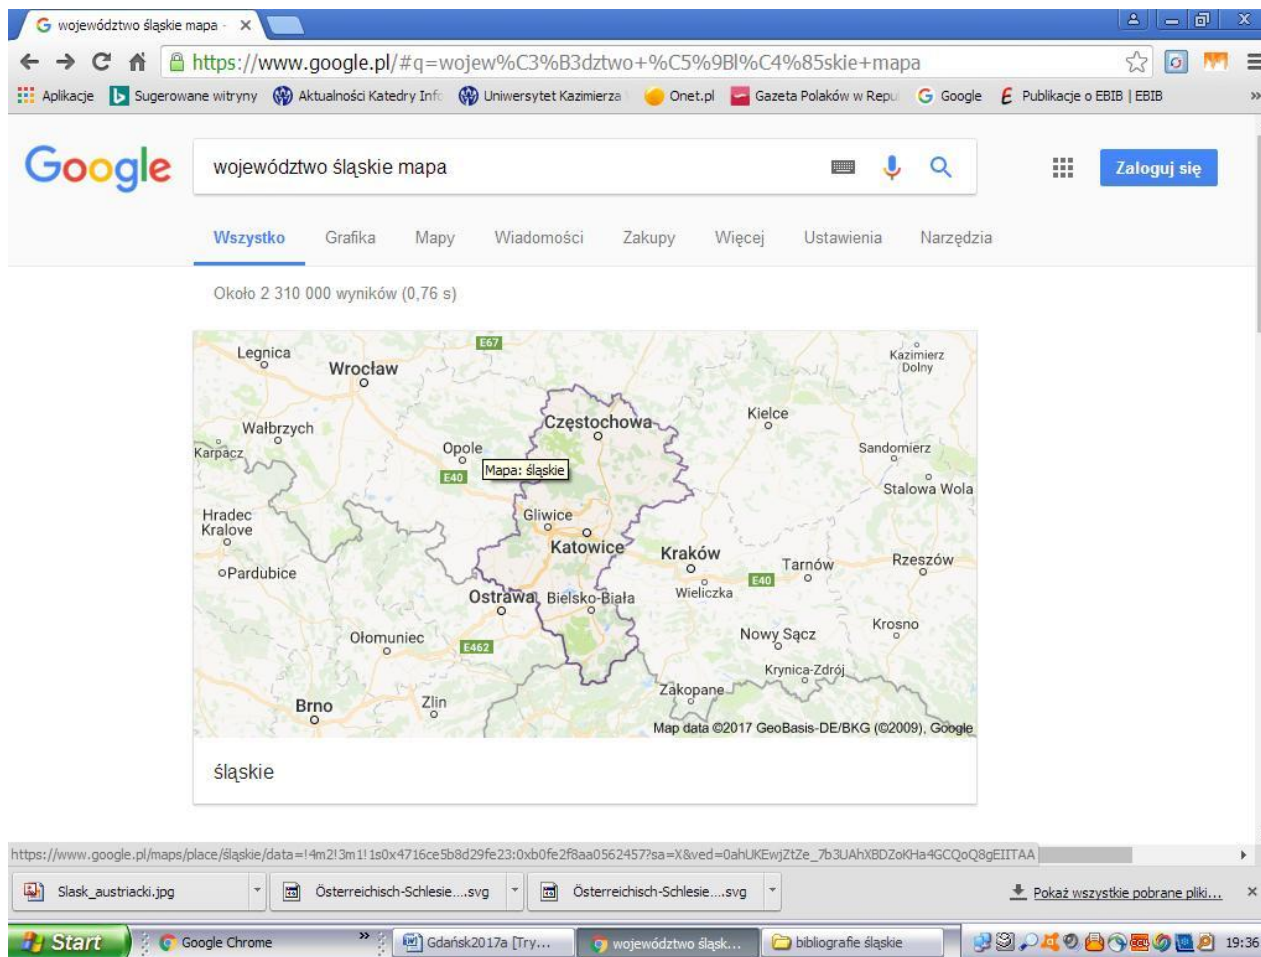 województwo śląskie mapa -
https://www.google.pl/#q=wojew%C3%B3dztwo+%C5%9Bl%C4%85skie+mapa
Aplikacje Sugerowane witryny Aktualności Katedry Info Uniwersytet Kazimierza Onet.pl Gazeta Polaków w Repu Google Publikacje o EBIB | EBIB
Google
województwo śląskie mapa
Zaloguj się
Wszystko Grafika Mapy Wiadomości Zakupy Więcej Ustawienia Narzędzia
Około 2 310 000 wyników (0,76 s)
E67
Legnica
Wrocław
Kazimierz
Dolny
Częstochowa
Kielce
Wałbrzych
Karpacz
Opole
Sandomierz
E40
Mapa: śląskie
Stalowa Wola
Hradec
Kralove
Gliwice
Katowice
Kraków
Tarnów
Rzeszów
Pardubice
E40
Wieliczka
Ostrawa
Bielsko-Biała
Ołomuniec
E462
Nowy Sącz
Krosno
Krynica-Zdrój
Zakopane
Brno
Zlin
Map data ©2017 GeoBasis-DE/BKG (©2009), Google
śląskie
https://www.google.pl/maps/place/śląskie/data=!4m2!3m1!1s0x4716ce5b8d29fe23:0xb0fe2f8aa0562457?sa=X&ved=0ahUKEwjZtZe_7b3UAhXBDZoKHa4GCQoQ8gEIITAA
Slask_austriacki.jpg Österreichisch-Schlesie....svg Österreichisch-Schlesie....svg Pokaż wszystkie pobrane pliki...
Start Google Chrome Gdańsk2017a [Try... województwo śląsk... bibliografie śląskie 19:36